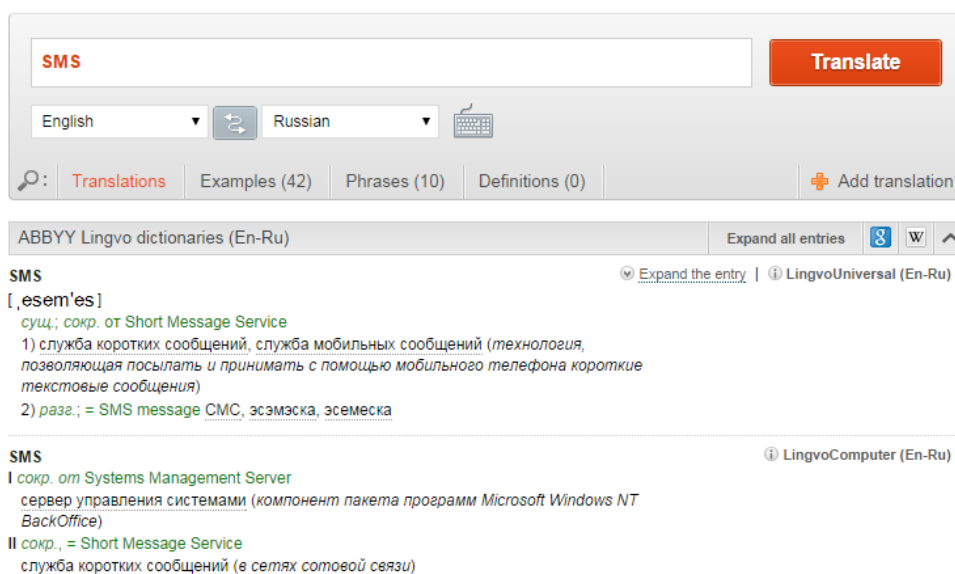 SMS
Translate
English
Russian
Translations
Examples (42)
Phrases (10)
Definitions (0)
Add translation
ABBYY Lingvo dictionaries (En-Ru)
Expand all entries
8
W
SMS
Expand the entry | LingvoUniversal (En-Ru)
[ˌesem'es]
сущ.; сокр. от Short Message Service
1) служба коротких сообщений, служба мобильных сообщений (технология,
позволяющая посылать и принимать с помощью мобильного телефона короткие
текстовые сообщения)
2) разг.; = SMS message СМС, эсэмэска, эсемеска
SMS
LingvoComputer (En-Ru)
I сокр. от Systems Management Server
сервер управления системами (компонент пакета программ Microsoft Windows NT
BackOffice)
II сокр., = Short Message Service
служба коротких сообщений (в сетях сотовой связи)